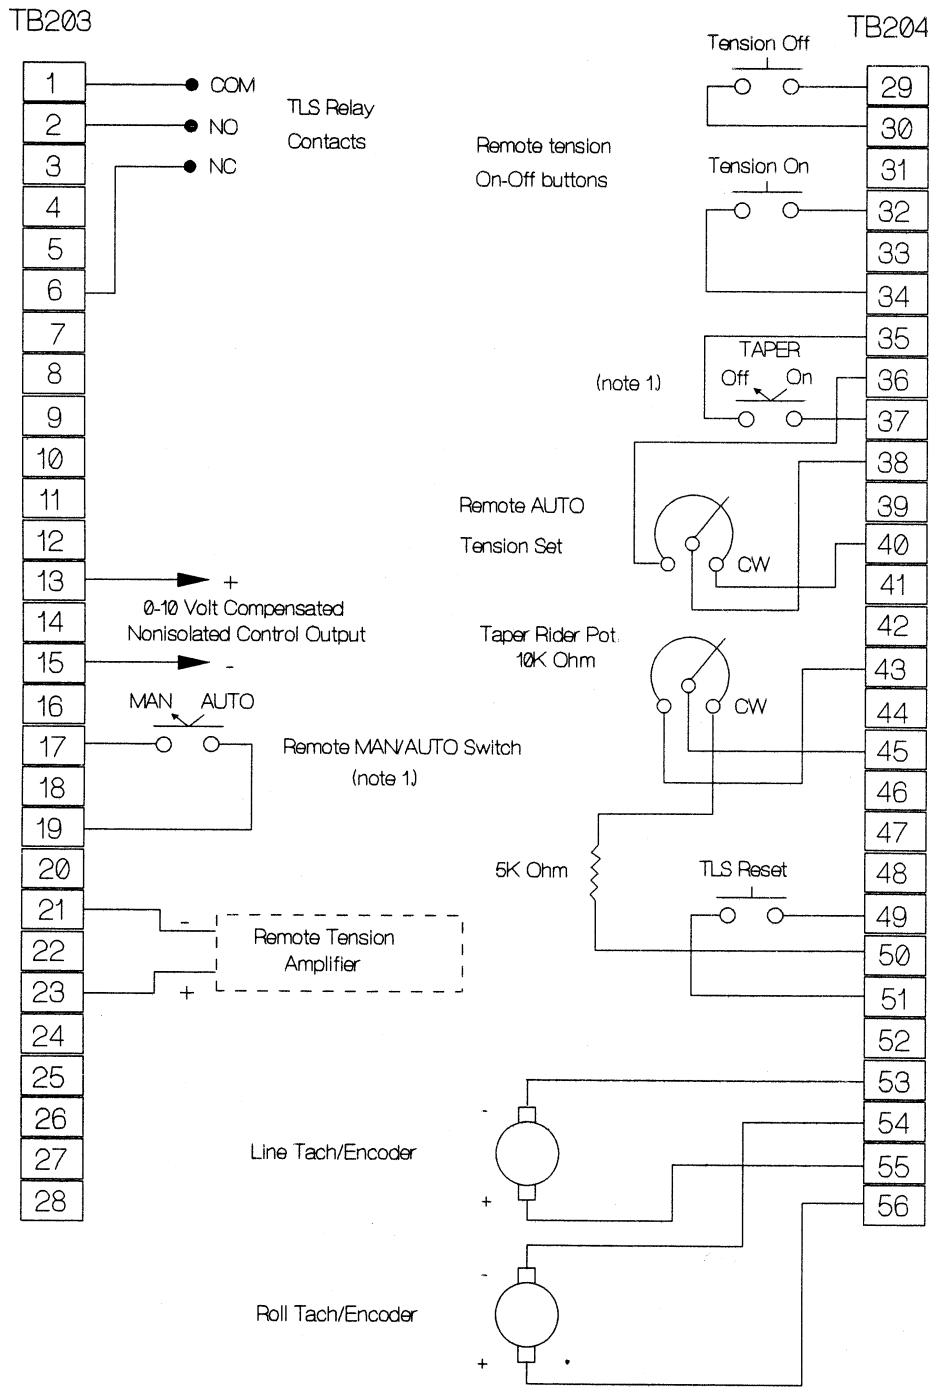 TB203
TB204
1
2
3
4
5
6
7
8
9
10
11
12
13
14
15
16
17
18
19
20
21
22
23
24
25
26
27
28
COM
NO
NC
TLS Relay
Contacts
+
0-10 Volt Compensated
Nonisolated Control Output
-
MAN AUTO
Remote MAN/AUTO Switch
(note 1.)
-
Remote Tension
Amplifier
+
Tension Off
Remote tension
On-Off buttons
Tension On
TAPER
Off On
(note 1.)
Remote AUTO
Tension Set
CW
Taper Rider Pot.
10K Ohm
CW
5K Ohm
TLS Reset
-
Line Tach/Encoder
+
-
Roll Tach/Encoder
+
29
30
31
32
33
34
35
36
37
38
39
40
41
42
43
44
45
46
47
48
49
50
51
52
53
54
55
56